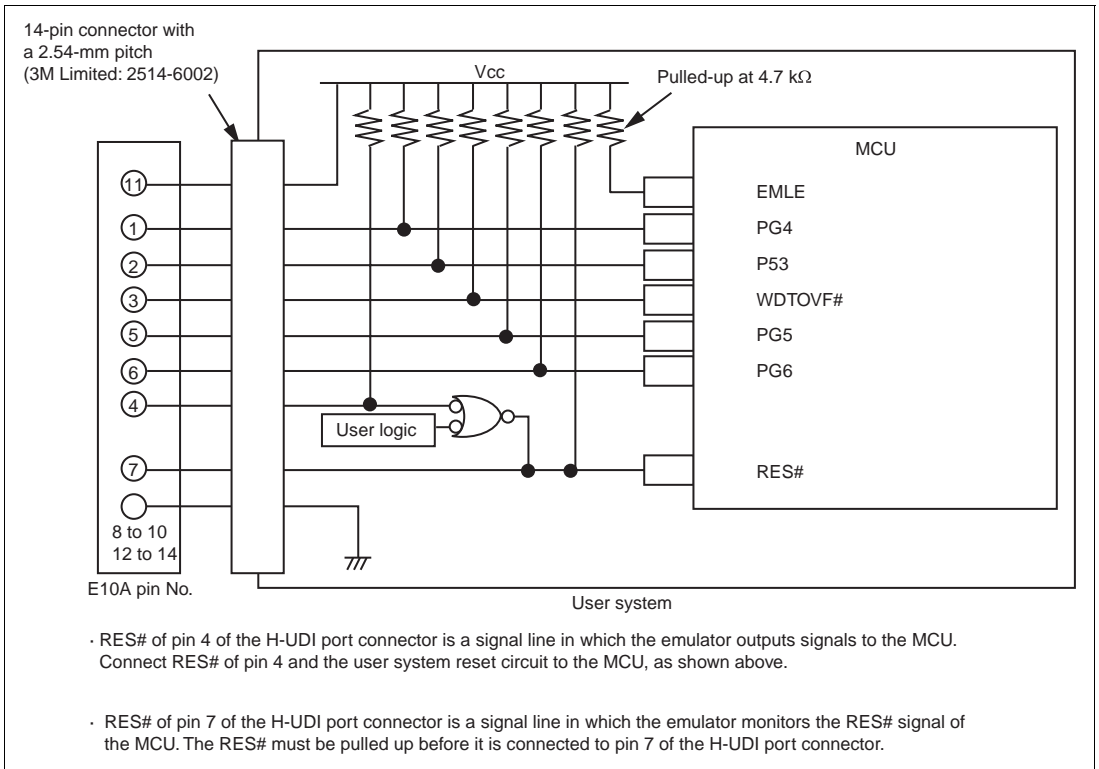 14-pin connector with
a 2.54-mm pitch
(3M Limited: 2514-6002)
Vcc
Pulled-up at 4.7 kΩ
MCU
11
EMLE
1
PG4
2
P53
3
WDTOVF#
5
PG5
6
PG6
4
User logic
7
RES#
8 to 10
12 to 14
E10A pin No.
User system
· RES# of pin 4 of the H-UDI port connector is a signal line in which the emulator outputs signals to the MCU.
Connect RES# of pin 4 and the user system reset circuit to the MCU, as shown above.
· RES# of pin 7 of the H-UDI port connector is a signal line in which the emulator monitors the RES# signal of
the MCU. The RES# must be pulled up before it is connected to pin 7 of the H-UDI port connector.